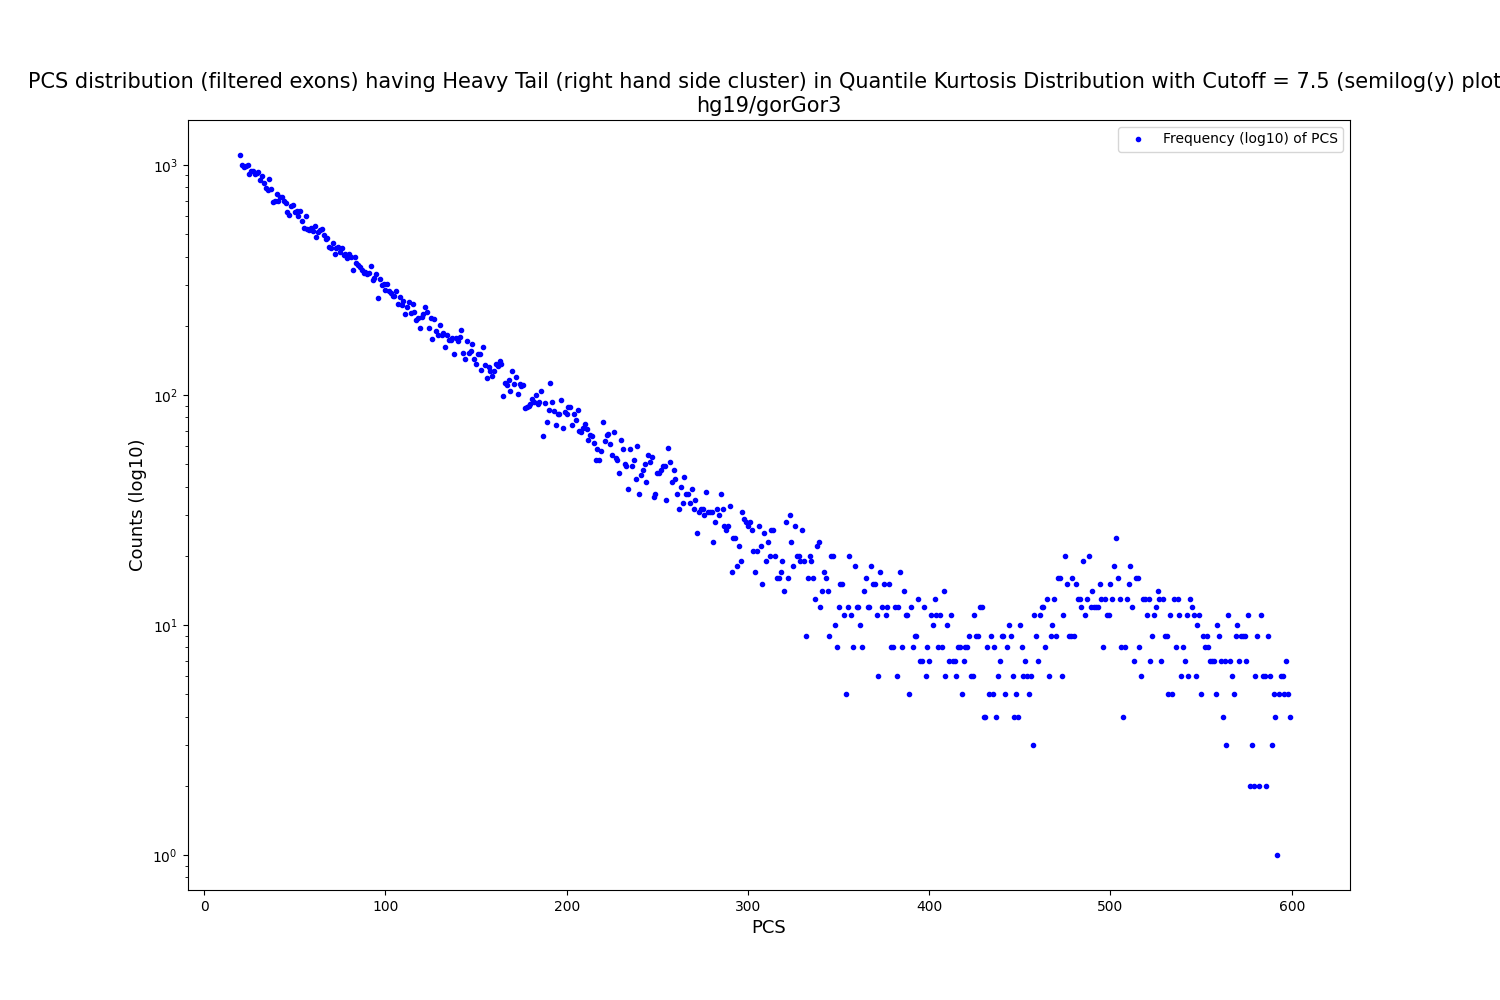 PCS distribution (filtered exons) having Heavy Tail (right hand side cluster) in Quantile Kurtosis Distribution with Cutoff = 7.5 (semilog(y) plot
hg19/gorGor3
Frequency (log10) of PCS
10³
10²
10¹
10⁰
Counts (log10)
0 100 200 300 400 500 600
PCS